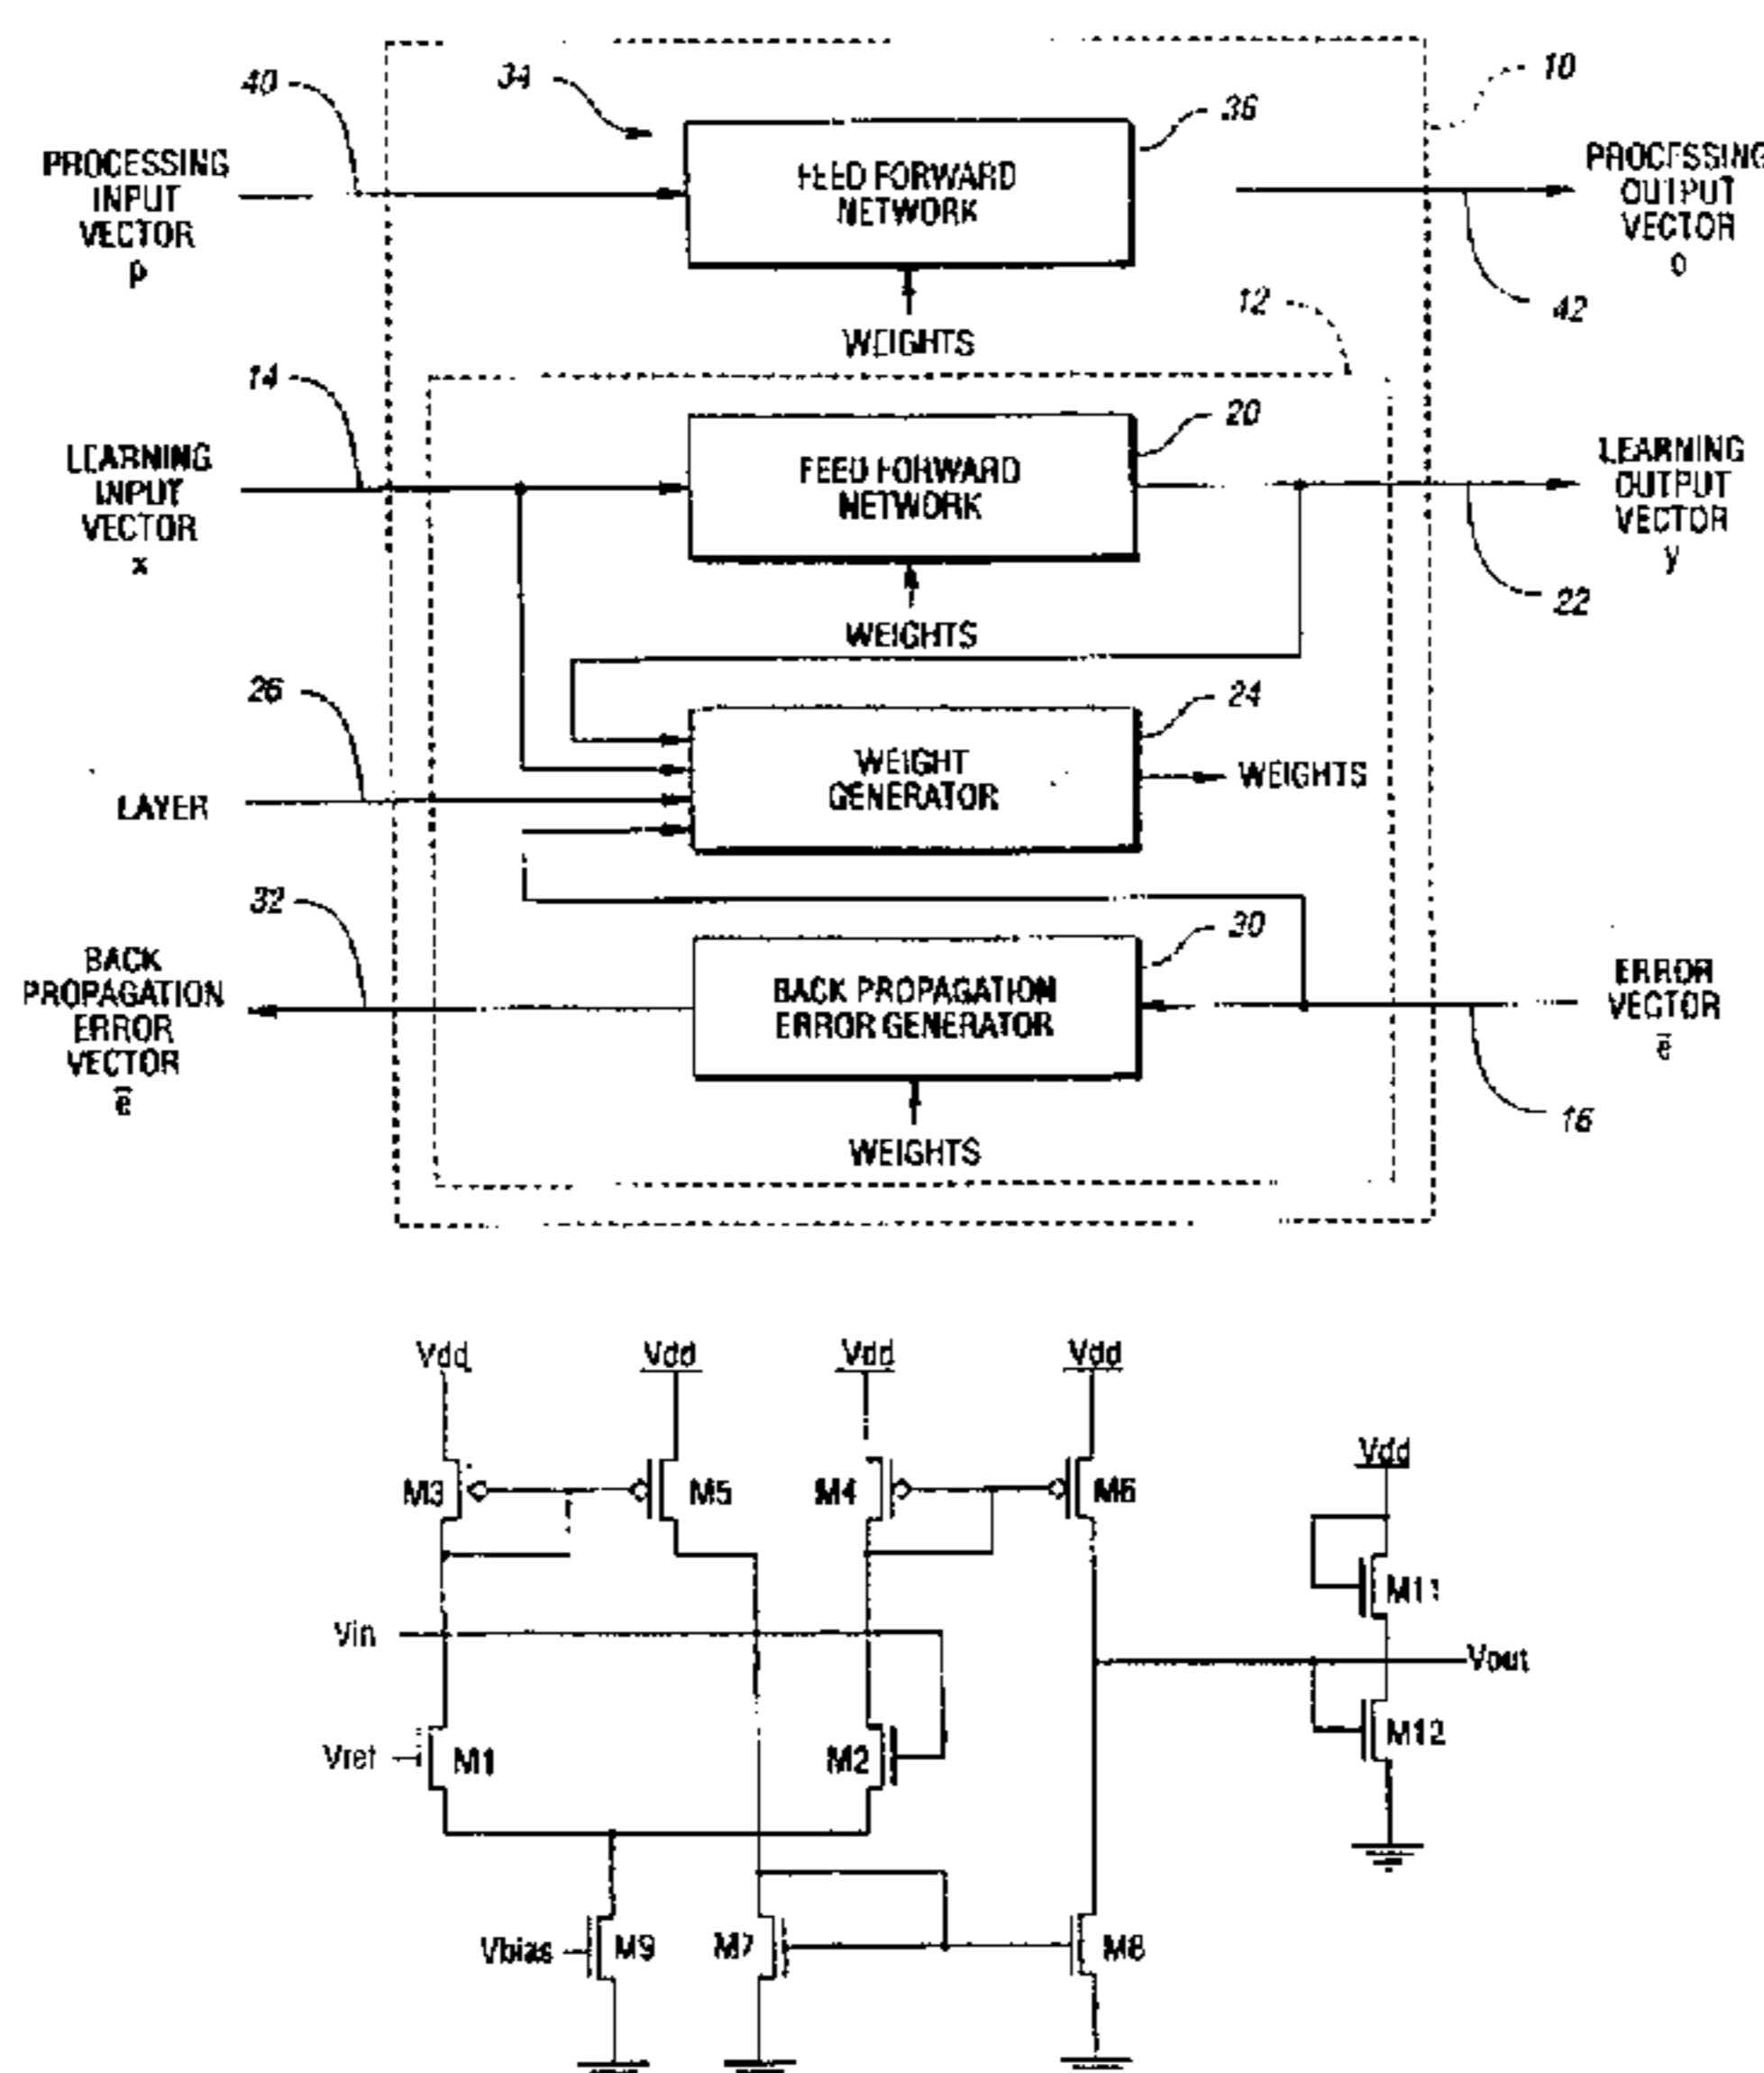 40
34
36
10
PROCESSING
INPUT
VECTOR
p
FEED FORWARD
NETWORK
PROCESSING
OUTPUT
VECTOR
o
42
WEIGHTS
12
14
20
LEARNING
INPUT
VECTOR
x
FEED FORWARD
NETWORK
LEARNING
OUTPUT
VECTOR
y
22
WEIGHTS
26
24
LAYER
WEIGHT
GENERATOR
WEIGHTS
32
30
BACK
PROPAGATION
ERROR
VECTOR
e
BACK PROPAGATION
ERROR GENERATOR
ERROR
VECTOR
e
16
WEIGHTS
Vdd
Vdd
Vdd
Vdd
Vdd
M3
M5
M4
M6
M11
Vin
Vout
Vref
M1
M2
M12
Vbias
M9
M7
M8